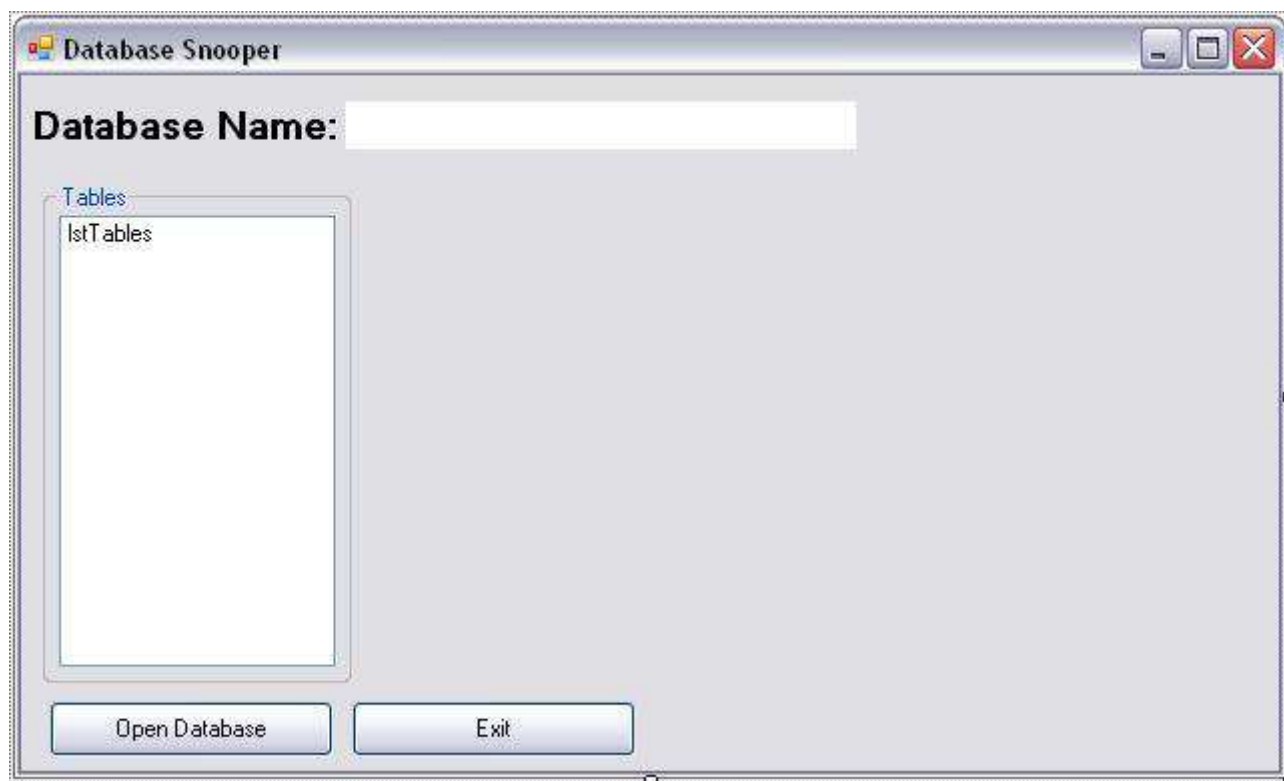 Database Snooper
Database Name:
Tables
lstTables
Open Database
Exit